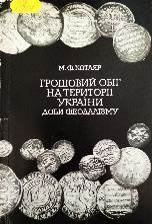 М. Ф. КОТЛЯР
ГРОШОВИЙ ОБІГ
НА ТЕРИТОРІЇ
УКРАЇНИ
ДОБИ ФЕОДАЛІЗМУ